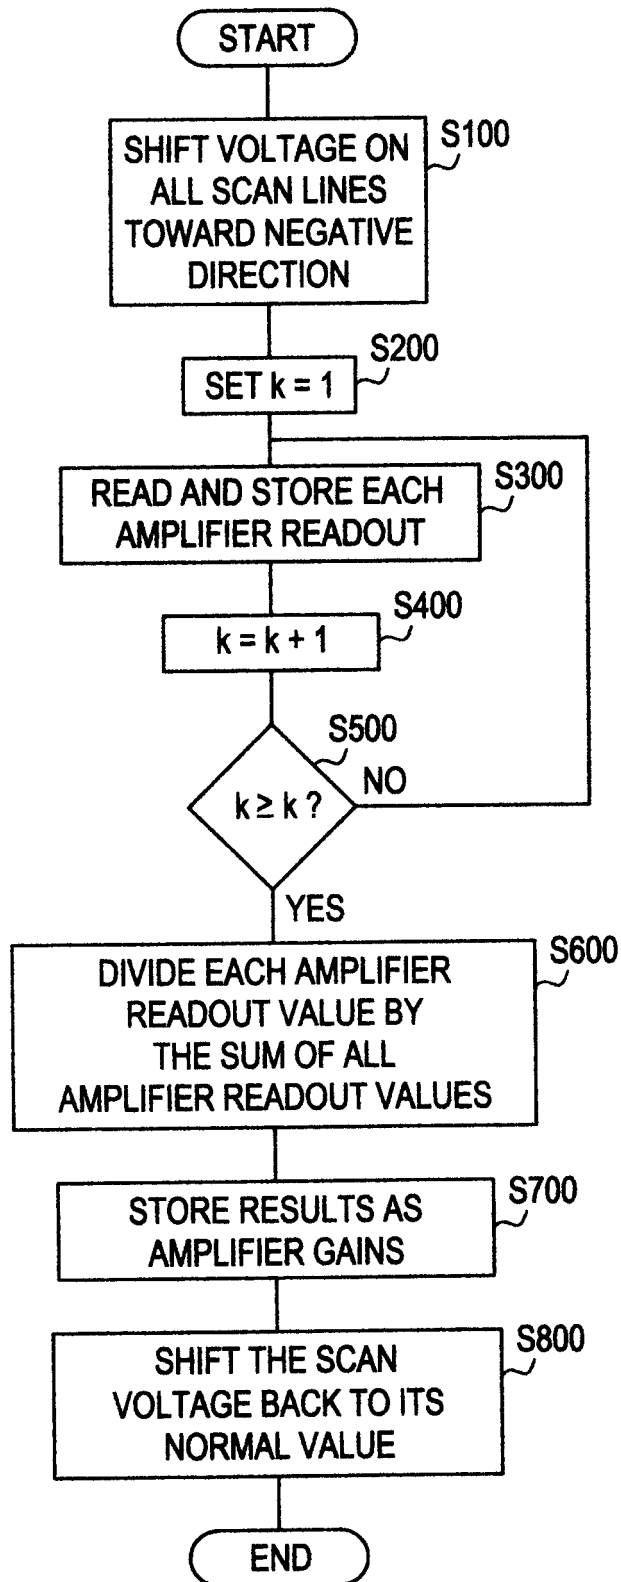 START
S100
SHIFT VOLTAGE ON
ALL SCAN LINES
TOWARD NEGATIVE
DIRECTION
S200
SET k = 1
S300
READ AND STORE EACH
AMPLIFIER READOUT
S400
k = k + 1
S500
k ≥ k ?
NO
YES
S600
DIVIDE EACH AMPLIFIER
READOUT VALUE BY
THE SUM OF ALL
AMPLIFIER READOUT VALUES
S700
STORE RESULTS AS
AMPLIFIER GAINS
S800
SHIFT THE SCAN
VOLTAGE BACK TO ITS
NORMAL VALUE
END